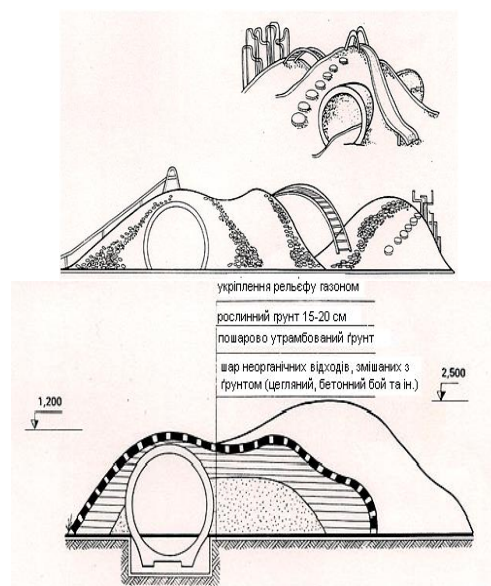 укріплення рельєфу газоном
рослинний грунт 15-20 см
пошарово утрамбований ґрунт
шар неорганічних відходів, змішаних з
ґрунтом (цегляний, бетонний бой та ін.)
2,500
1,200